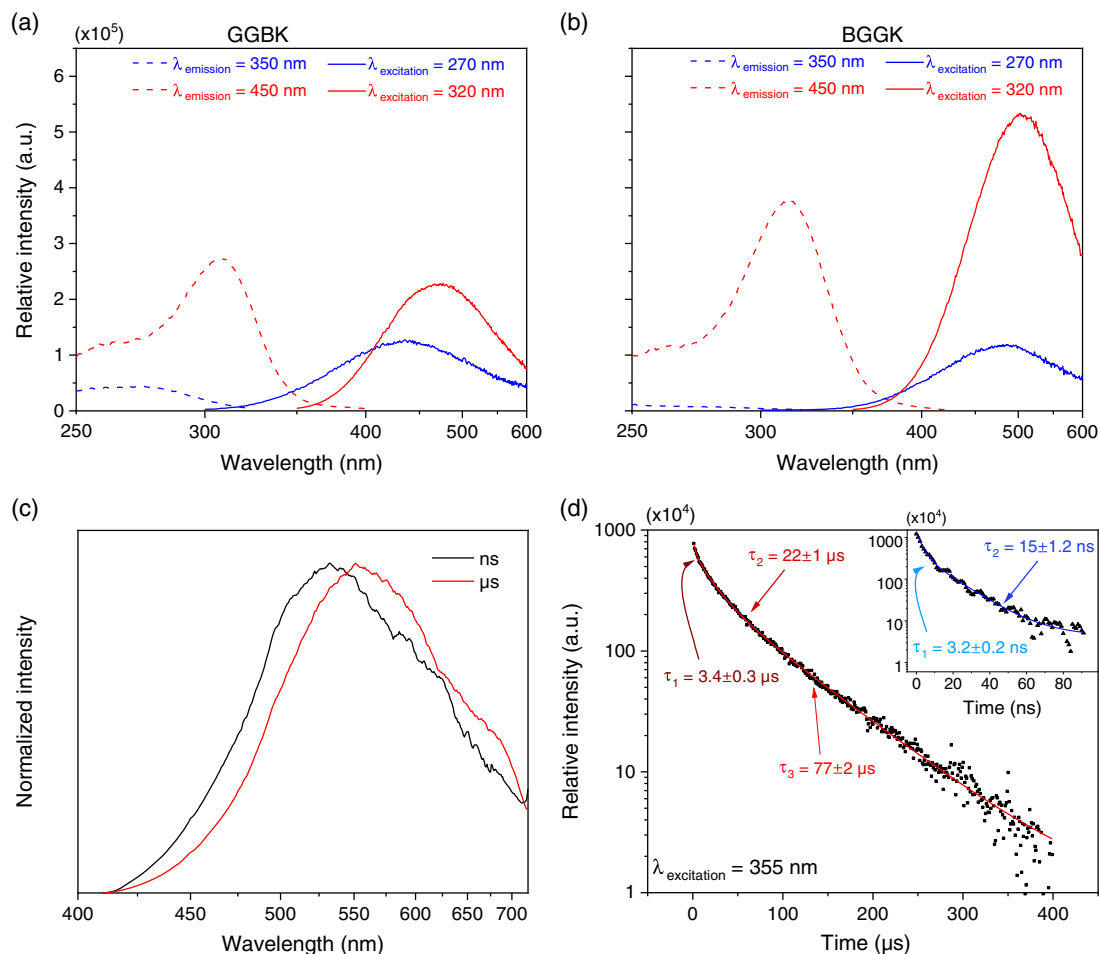 (a)
(x10⁵)
GGBK
λ emission = 350 nm
λ excitation = 270 nm
λ emission = 450 nm
λ excitation = 320 nm
6
5
4
3
2
1
0
250
300
400
500
600
Relative intensity (a.u.)
Wavelength (nm)
(b)
BGGK
λ emission = 350 nm
λ excitation = 270 nm
λ emission = 450 nm
λ excitation = 320 nm
250
300
400
500
600
Wavelength (nm)
(c)
ns
µs
Normalized intensity
400
450
500
550
600
650
700
Wavelength (nm)
(d)
(x10⁴)
1000
100
10
1
Relative intensity (a.u.)
τ₂ = 22±1 µs
τ₁ = 3.4±0.3 µs
τ₃ = 77±2 µs
λ excitation = 355 nm
0
100
200
300
400
Time (µs)
(x10⁴)
1000
100
10
1
τ₂ = 15±1.2 ns
τ₁ = 3.2±0.2 ns
0
20
40
60
80
Time (ns)